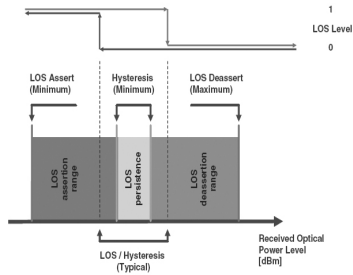 1
LOS Level
0
LOS Assert
(Minimum)
Hysteresis
(Minimum)
LOS Deassert
(Maximum)
LOS
assertion
range
LOS
persistence
LOS
deassertion
range
Received Optical
Power Level
[dBm]
LOS / Hysteresis
(Typical)